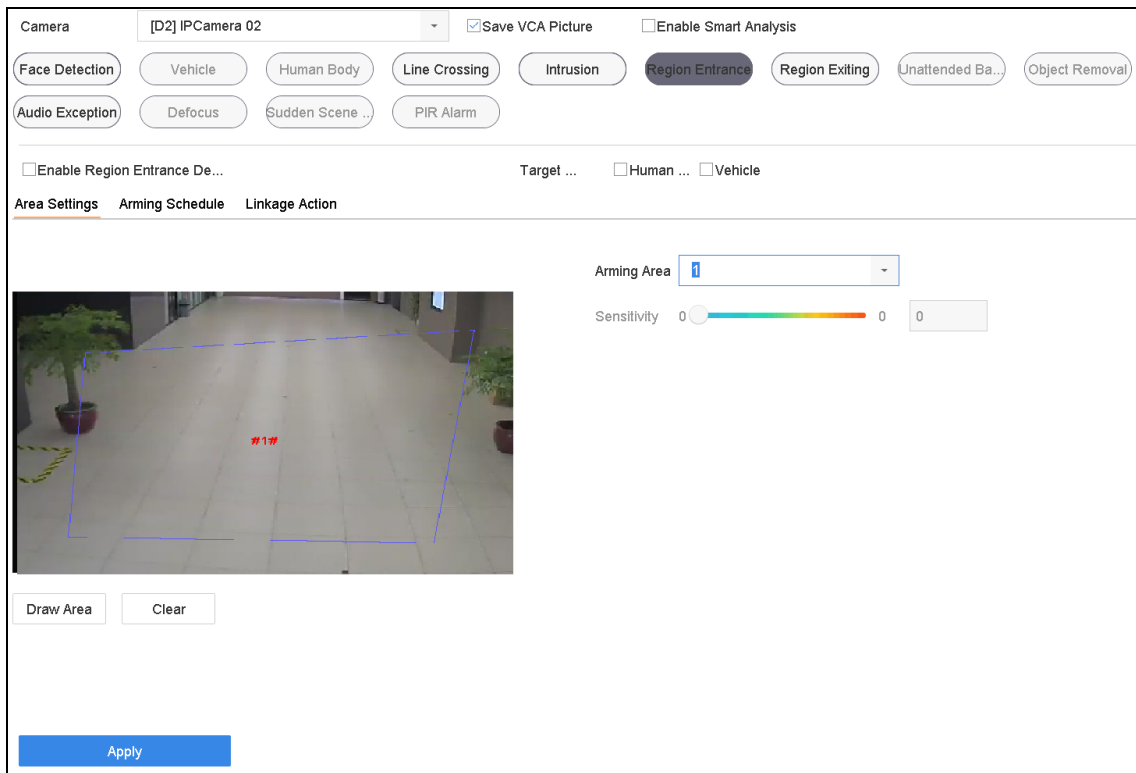 Camera [D2] IPCamera 02 Save VCA Picture Enable Smart Analysis
Face Detection Vehicle Human Body Line Crossing Intrusion Region Entrance Region Exiting Unattended Ba... Object Removal
Audio Exception Defocus Sudden Scene ... PIR Alarm
Enable Region Entrance De... Target ... Human ... Vehicle
Area Settings Arming Schedule Linkage Action
Arming Area 1
Sensitivity 0 0 0
#1#
Draw Area Clear
Apply